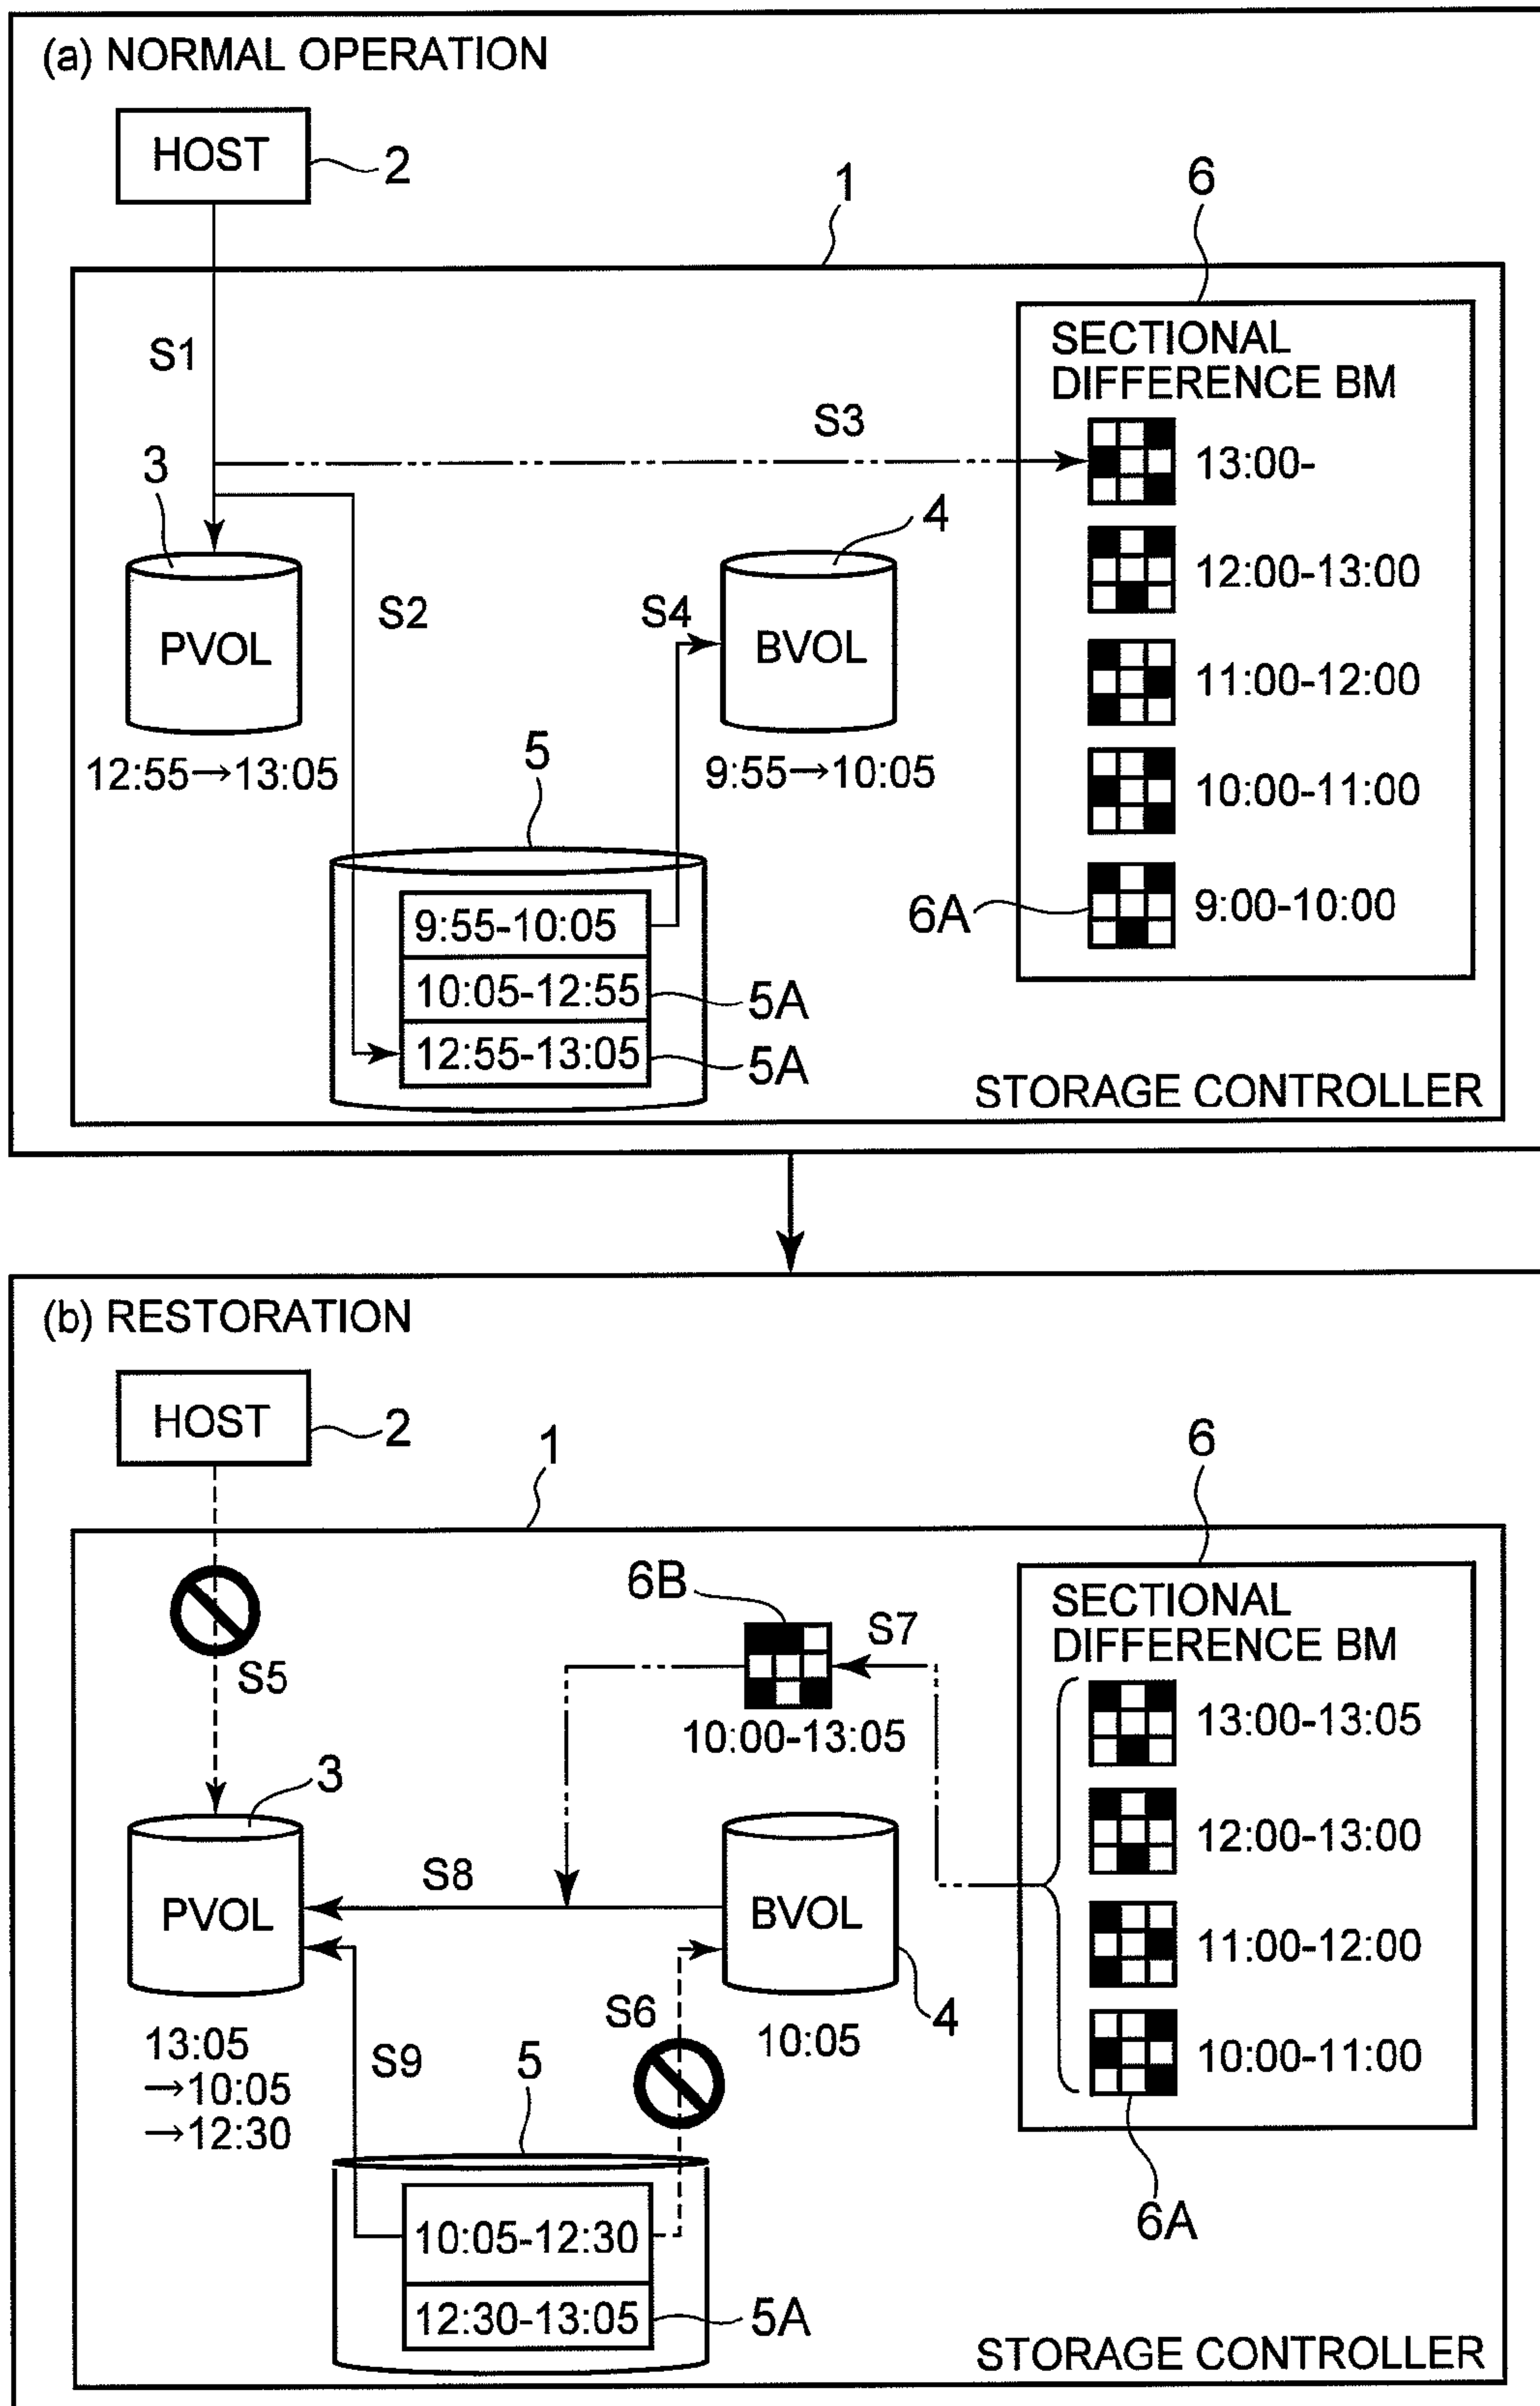 (a) NORMAL OPERATION
HOST
2
1
6
S1
SECTIONAL
DIFFERENCE BM
S3
13:00-
3
4
12:00-13:00
S2
S4
PVOL
BVOL
11:00-12:00
12:55→13:05
5
9:55→10:05
10:00-11:00
6A
9:00-10:00
9:55-10:05
10:05-12:55
5A
12:55-13:05
5A
STORAGE CONTROLLER
(b) RESTORATION
HOST
2
1
6
6B
S7
SECTIONAL
DIFFERENCE BM
S5
10:00-13:05
13:00-13:05
3
12:00-13:00
S8
PVOL
BVOL
11:00-12:00
S6
4
13:05
→10:05
→12:30
S9
5
10:05
10:00-11:00
6A
10:05-12:30
12:30-13:05
5A
STORAGE CONTROLLER